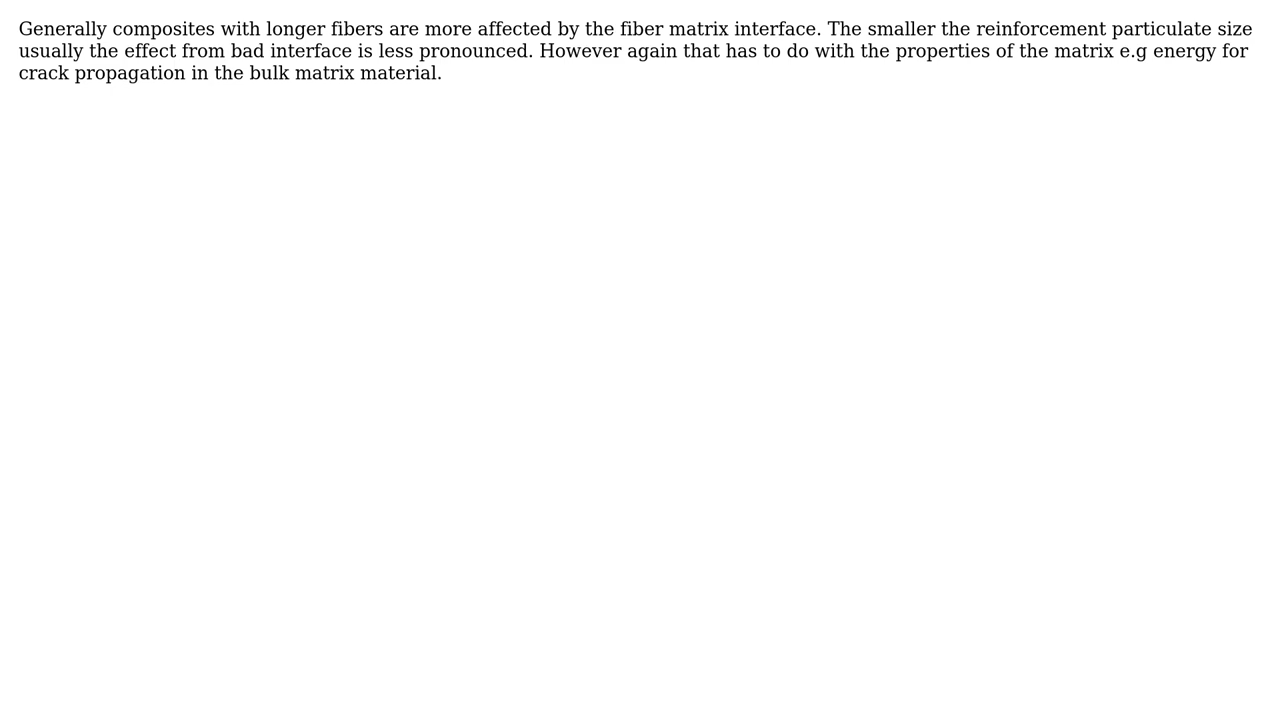 Generally composites with longer fibers are more affected by the fiber matrix interface. The smaller the reinforcement particulate size
usually the effect from bad interface is less pronounced. However again that has to do with the properties of the matrix e.g energy for
crack propagation in the bulk matrix material.